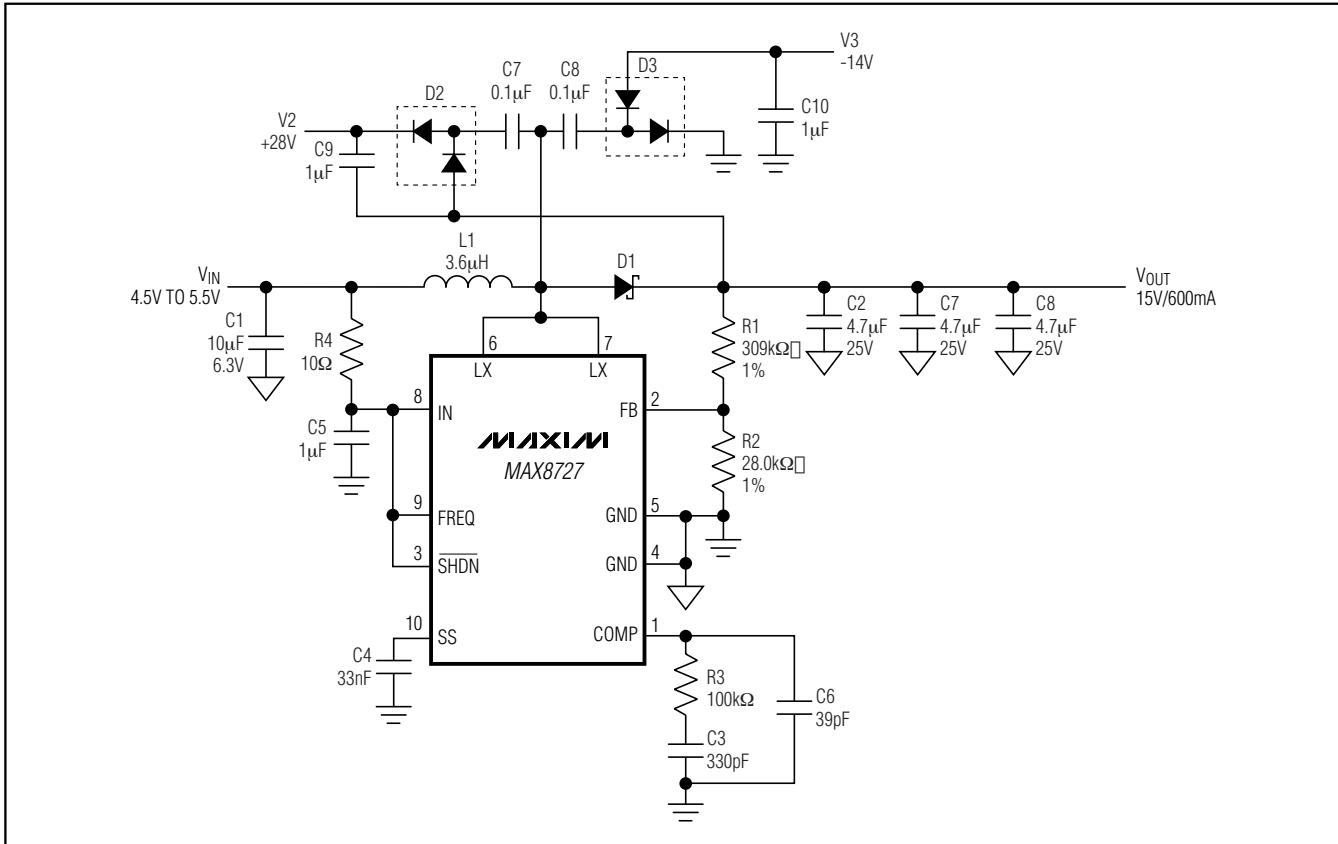 V3
-14V
D3
C7
0.1µF
C8
0.1µF
D2
C10
1µF
V2
+28V
C9
1µF
L1
3.6µH
D1
VIN
4.5V TO 5.5V
VOUT
15V/600mA
C1
10µF
6.3V
R4
10Ω
C2
4.7µF
25V
C7
4.7µF
25V
C8
4.7µF
25V
R1
309kΩ□
1%
6
LX
7
LX
8
IN
2
FB
C5
1µF
MAXIM
MAX8727
R2
28.0kΩ□
1%
9
FREQ
5
GND
3
SHDN
4
GND
10
SS
1
COMP
C4
33nF
R3
100kΩ
C6
39pF
C3
330pF